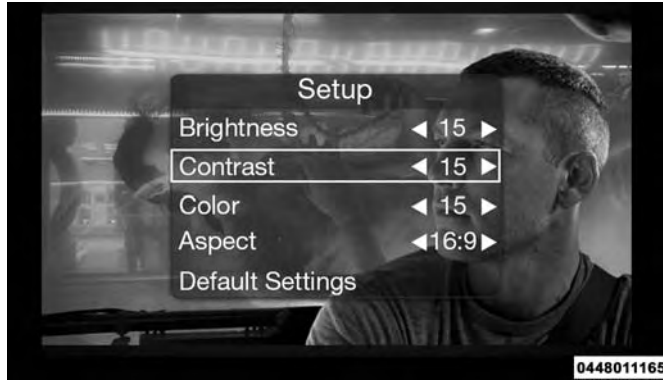 Setup
Brightness ◀ 15 ▶
Contrast ◀ 15 ▶
Color ◀ 15 ▶
Aspect ◀16:9▶
Default Settings
0448011165